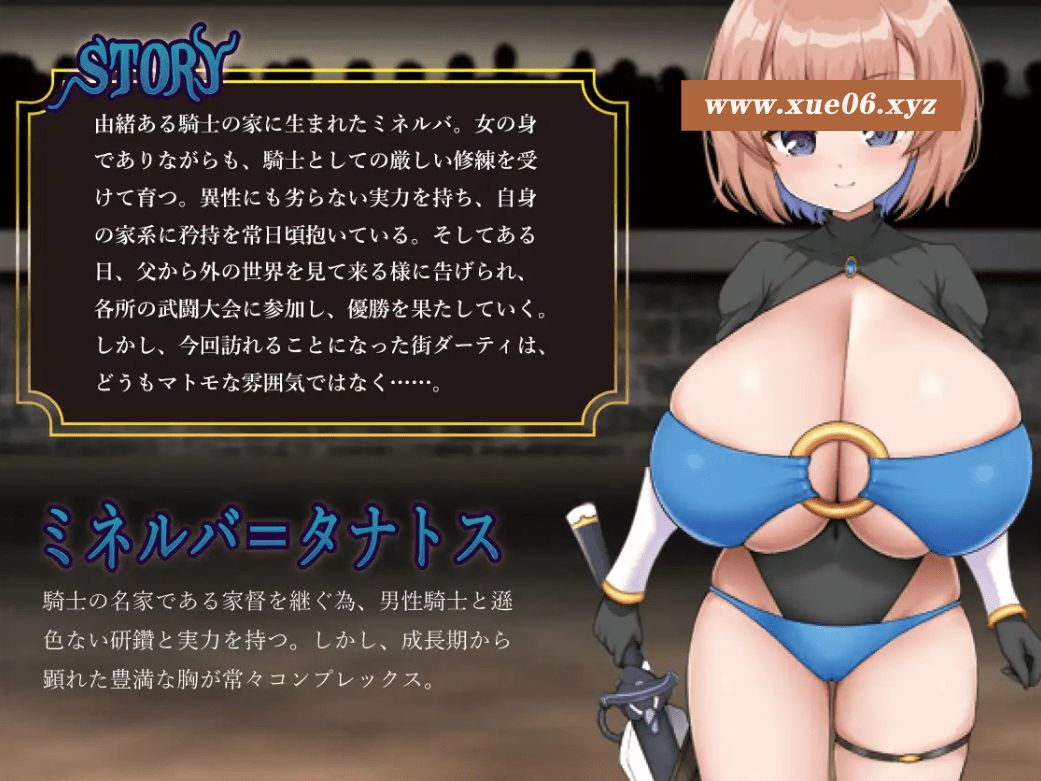 STORY
www.xue06.xyz
由緒ある騎士の家に生まれたミネルバ。女の身
でありながらも、騎士としての厳しい修練を受
けて育つ。異性にも劣らない実力を持ち、自身
の家系に矜持を常日頃抱いている。そしてある
日、父から外の世界を見て来る様に告げられ、
各所の武闘大会に参加し、優勝を果たしていく。
しかし、今回訪れることになった街ダーティは、
どうもマトモな雰囲気ではなく……。
ミネルバ=タナトス
騎士の名家である家督を継ぐ為、男性騎士と遜
色ない研鑽と実力を持つ。しかし、成長期から
顕れた豊満な胸が常々コンプレックス。